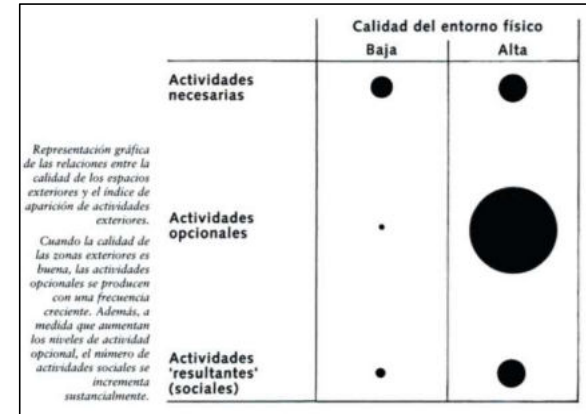 Calidad del entorno físico
Baja Alta
Actividades
necesarias
Representación gráfica
de las relaciones entre la
calidad de los espacios
exteriores y el índice de
aparición de actividades
exteriores.
Cuando la calidad de
las zonas exteriores es
buena, las actividades
opcionales se producen
con una frecuencia
creciente. Además, a
medida que aumentan
los niveles de actividad
opcional, el número de
actividades sociales se
incrementa
sustancialmente.
Actividades
opcionales
Actividades
'resultantes'
(sociales)